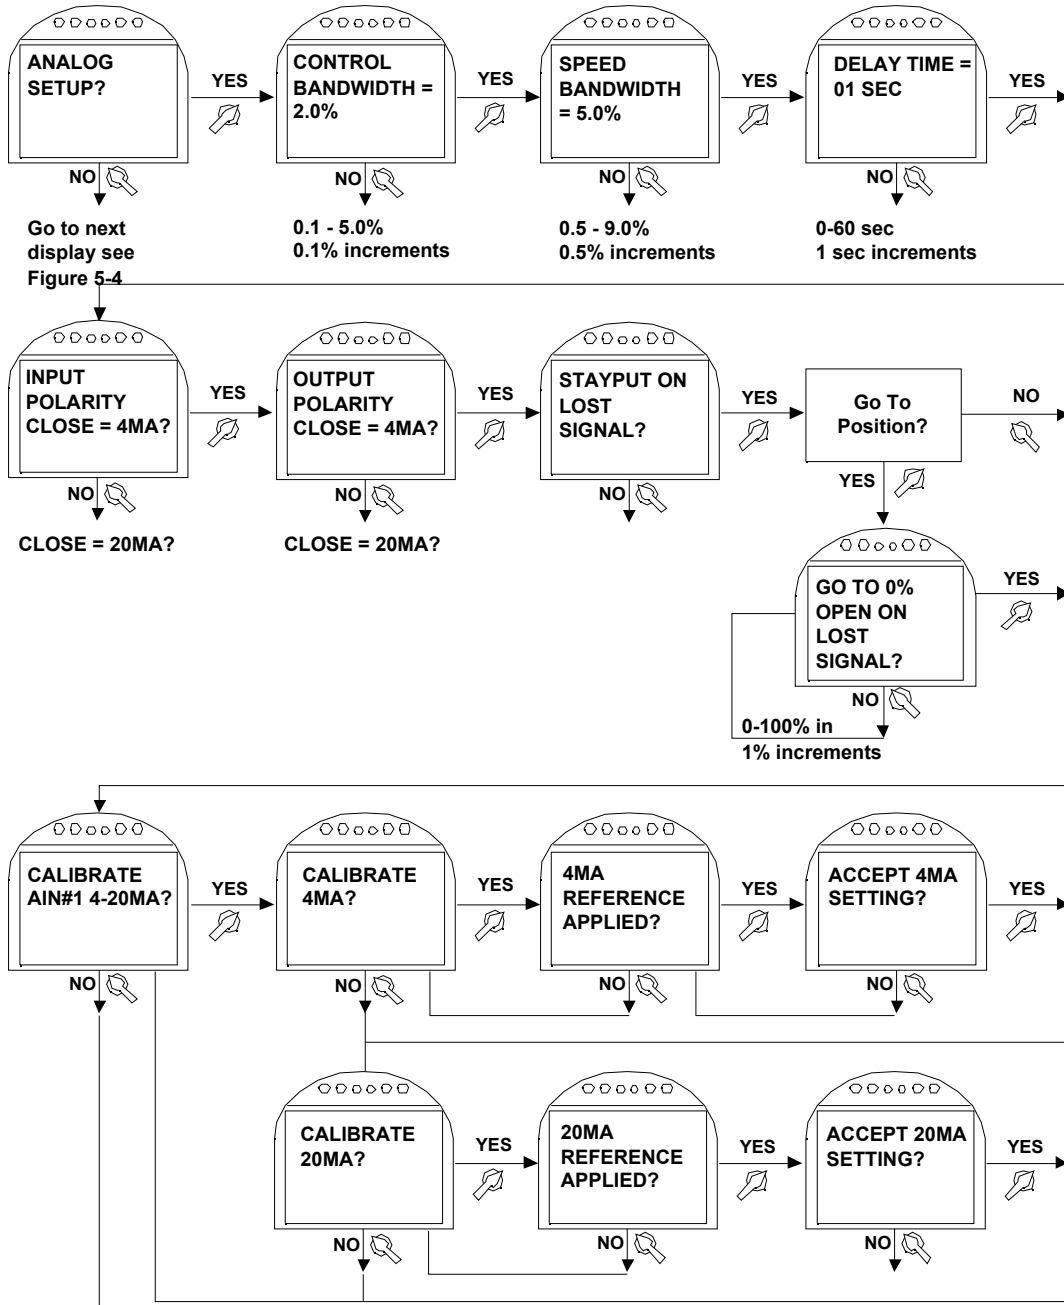 ANALOG
SETUP?
YES
NO
Go to next
display see
Figure 5-4
CONTROL
BANDWIDTH =
2.0%
YES
NO
0.1 - 5.0%
0.1% increments
SPEED
BANDWIDTH
= 5.0%
YES
NO
0.5 - 9.0%
0.5% increments
DELAY TIME =
01 SEC
YES
NO
0-60 sec
1 sec increments
INPUT
POLARITY
CLOSE = 4MA?
YES
NO
CLOSE = 20MA?
OUTPUT
POLARITY
CLOSE = 4MA?
YES
NO
CLOSE = 20MA?
STAYPUT ON
LOST
SIGNAL?
YES
NO
Go To
Position?
NO
YES
GO TO 0%
OPEN ON
LOST
SIGNAL?
YES
NO
0-100% in
1% increments
CALIBRATE
AIN#1 4-20MA?
YES
NO
CALIBRATE
4MA?
YES
NO
4MA
REFERENCE
APPLIED?
YES
NO
ACCEPT 4MA
SETTING?
YES
NO
CALIBRATE
20MA?
YES
NO
20MA
REFERENCE
APPLIED?
YES
NO
ACCEPT 20MA
SETTING?
YES
NO